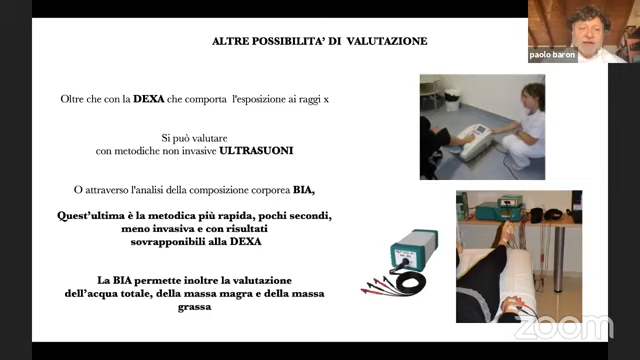 ALTRE POSSIBILITA' DI VALUTAZIONE
paolo baron
Oltre che con la DEXA che comporta l'esposizione ai raggi x
Si può valutare
con metodiche non invasive ULTRASUONI
O attraverso l'analisi della composizione corporea BIA,
Quest'ultima è la metodica più rapida, pochi secondi,
meno invasiva e con risultati
sovrapponibili alla DEXA
La BIA permette inoltre la valutazione
dell'acqua totale, della massa magra e della massa
grassa
zoom